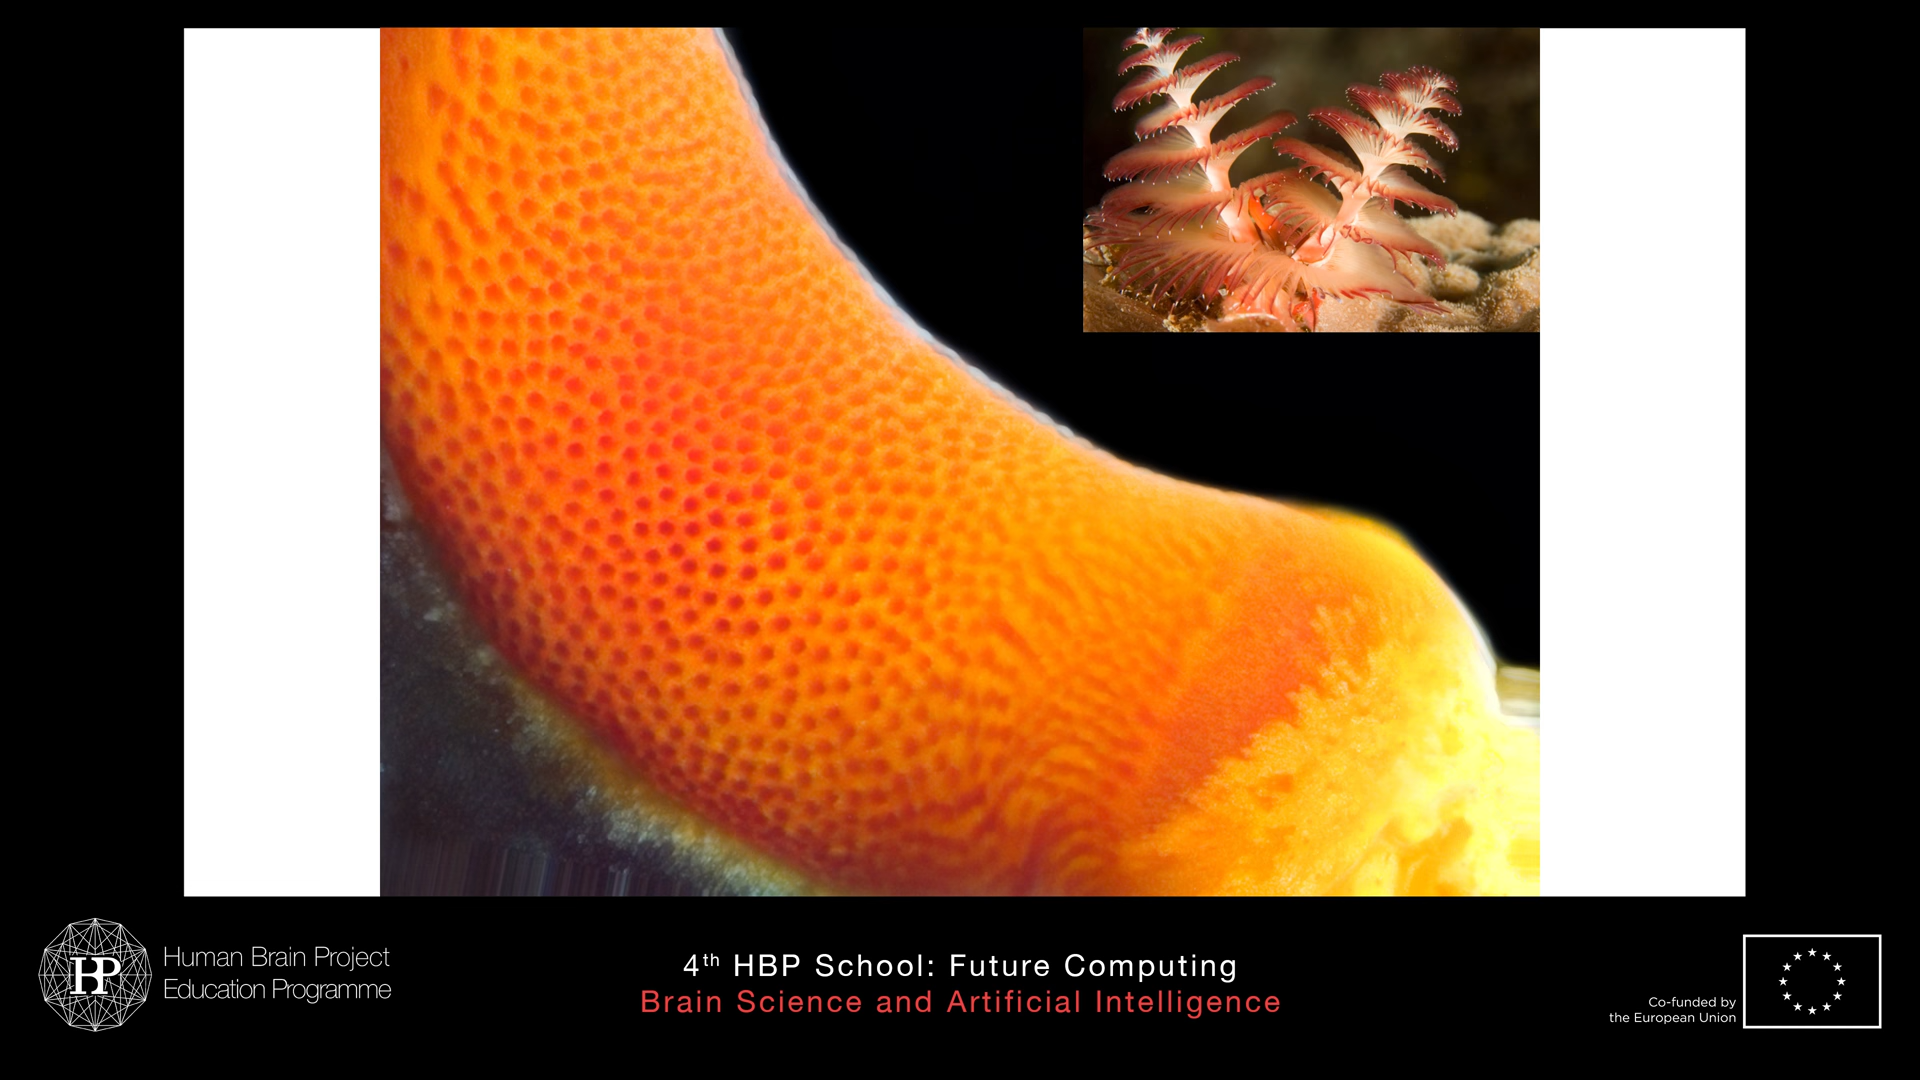 HBP
Human Brain Project
Education Programme
4th HBP School: Future Computing
Brain Science and Artificial Intelligence
Co-funded by
the European Union